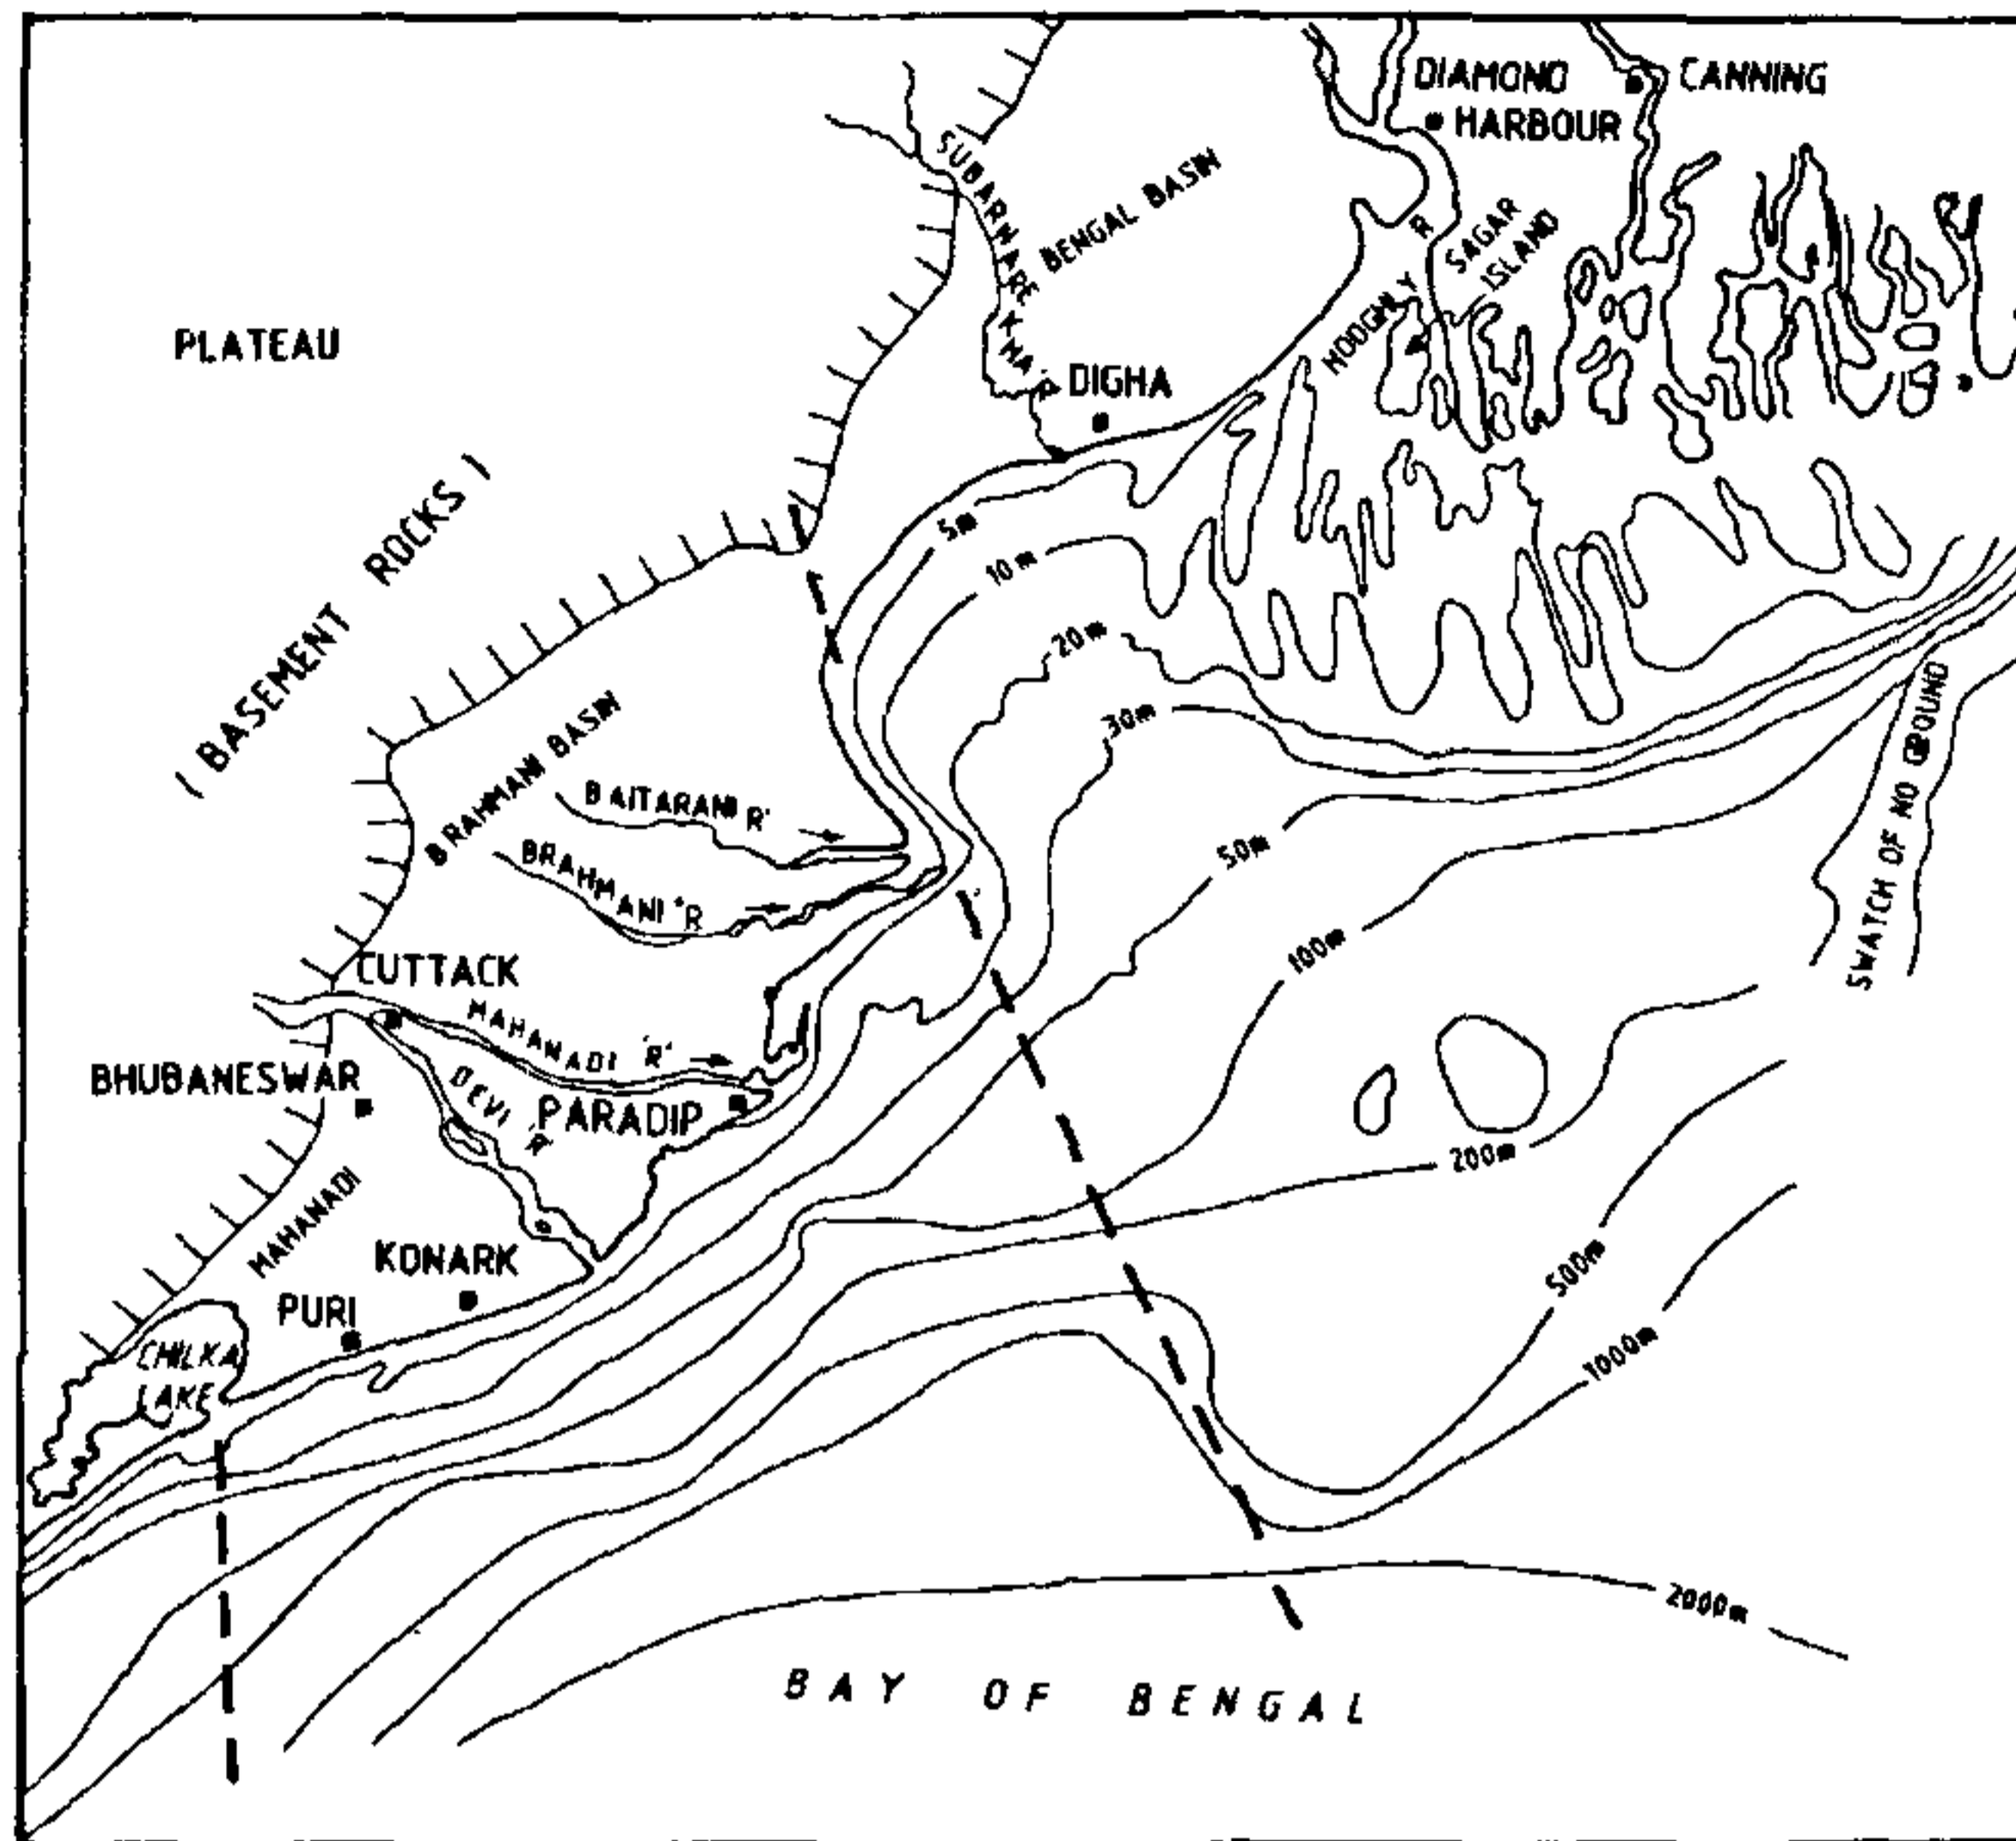 DIAMOND
HARBOUR
CANNING
SUBARNAREKHA R
BENGAL BASIN
SAGAR
ISLAND
HOOGHLY R
PLATEAU
DIGHA
( BASEMENT ROCKS )
5m
10m
20m
30m
50m
100m
200m
500m
1000m
2000m
SWATCH OF NO GROUND
BRAHMANI BASIN
BAITARANI R'
BRAHMANI 'R
CUTTACK
MAHANADI 'R'
BHUBANESWAR
DEVI 'R'
PARADIP
MAHANADI
KONARK
PURI
CHILKA
LAKE
BAY OF BENGAL